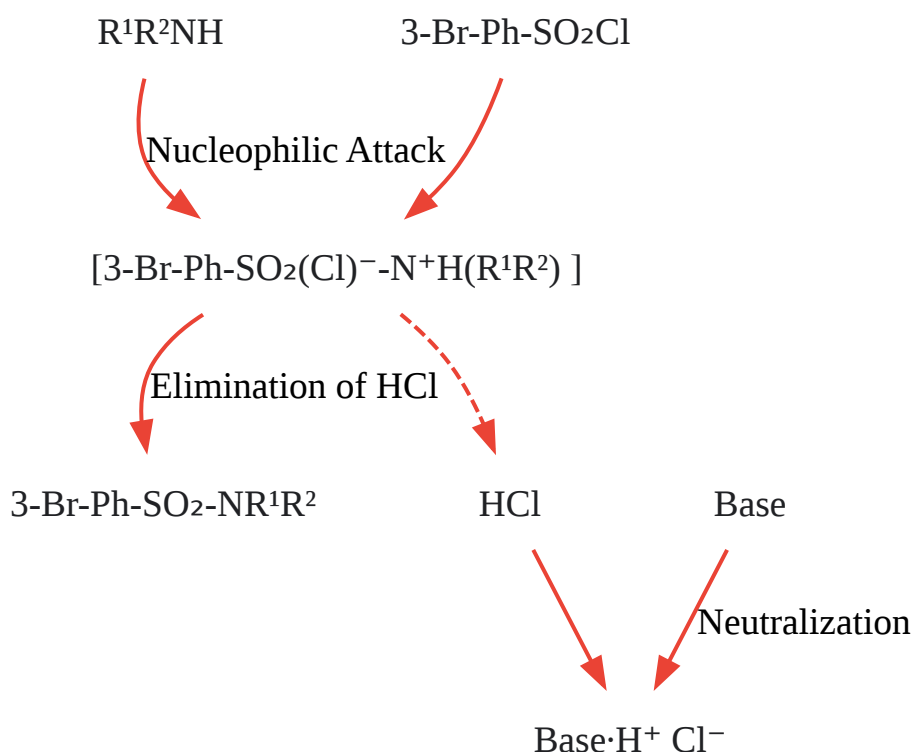 R¹R²NH
3-Br-Ph-SO₂Cl
Nucleophilic Attack
[3-Br-Ph-SO₂(Cl)⁻-N⁺H(R¹R²) ]
Elimination of HCl
3-Br-Ph-SO₂-NR¹R²
HCl
Base
Neutralization
Base·H⁺ Cl⁻